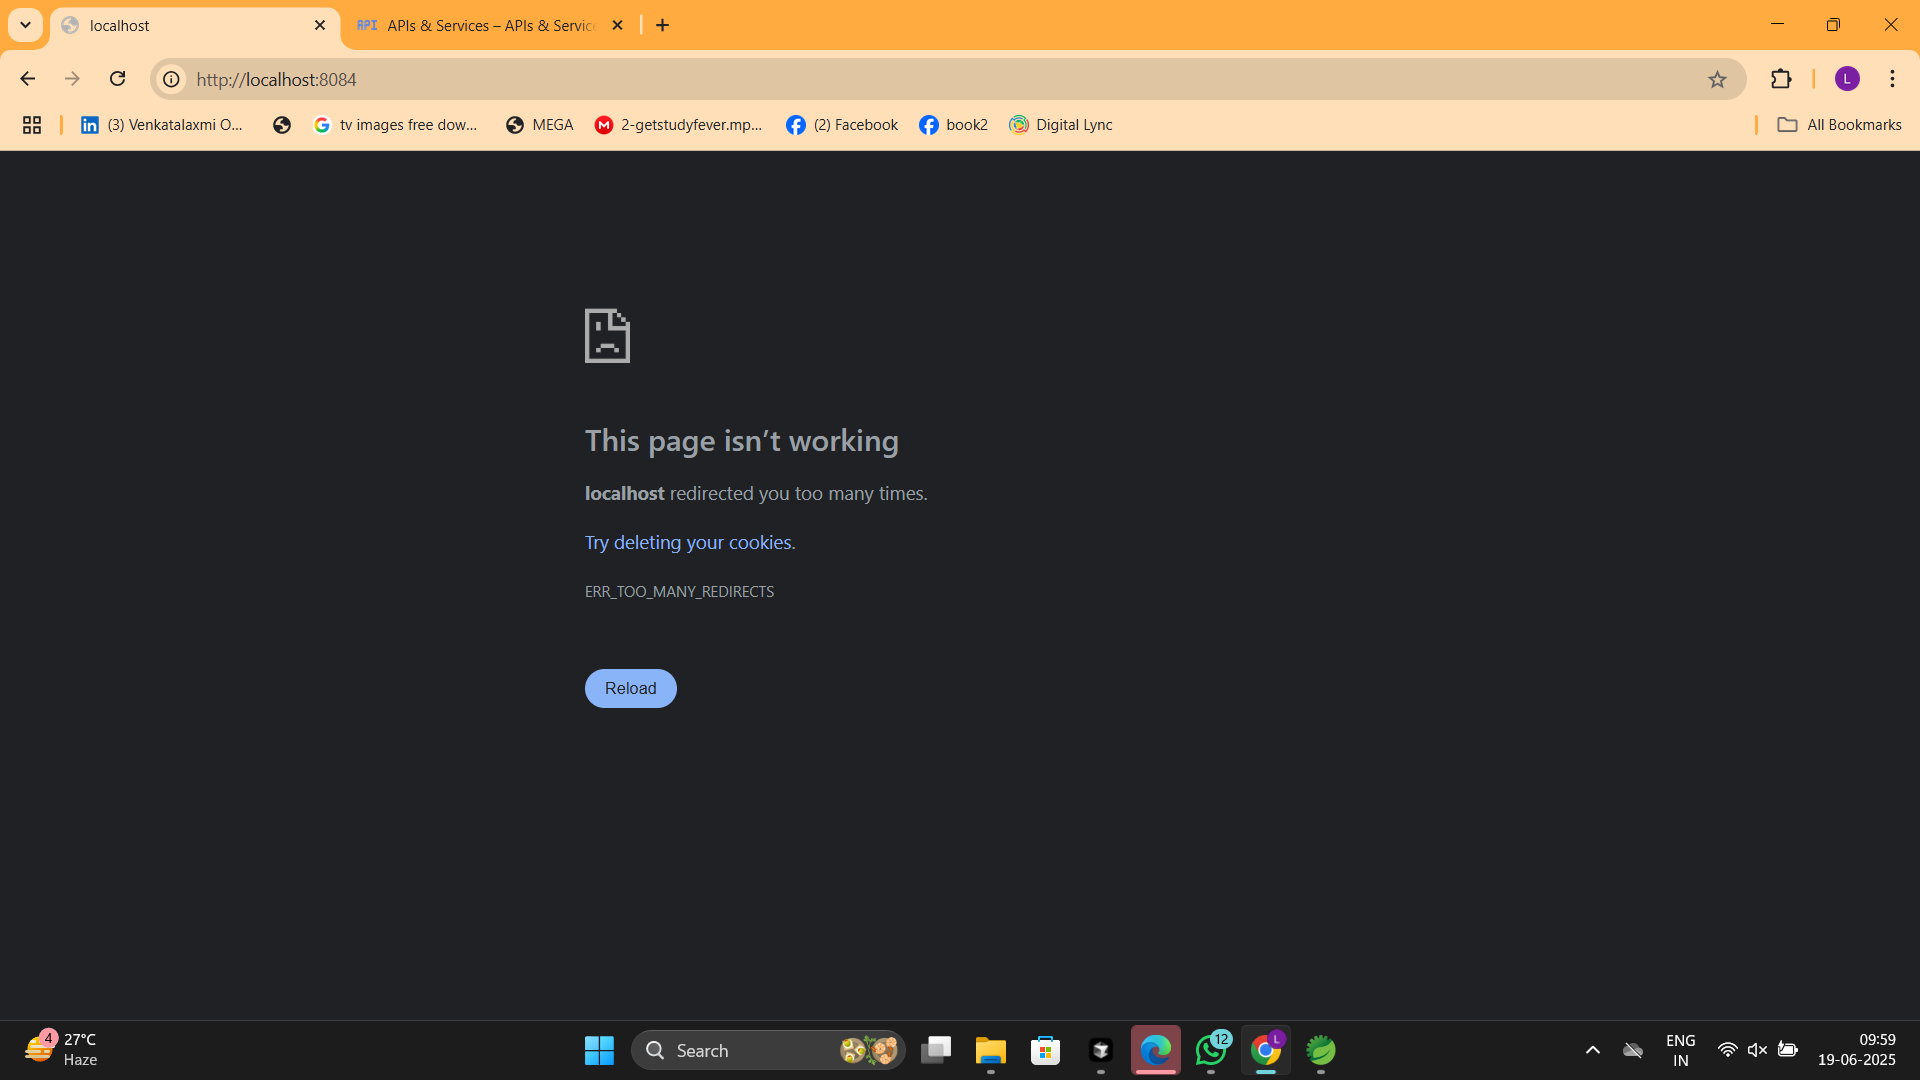 localhost
API APIs & Services – APIs & Servic
http://localhost:8084
L
(3) Venkatalaxmi O...
tv images free dow...
MEGA
2-getstudyfever.mp...
(2) Facebook
book2
Digital Lync
All Bookmarks
This page isn’t working
localhost redirected you too many times.
Try deleting your cookies.
ERR_TOO_MANY_REDIRECTS
Reload
4
27°C
Haze
Search
12
L
ENG
IN
09:59
19-06-2025